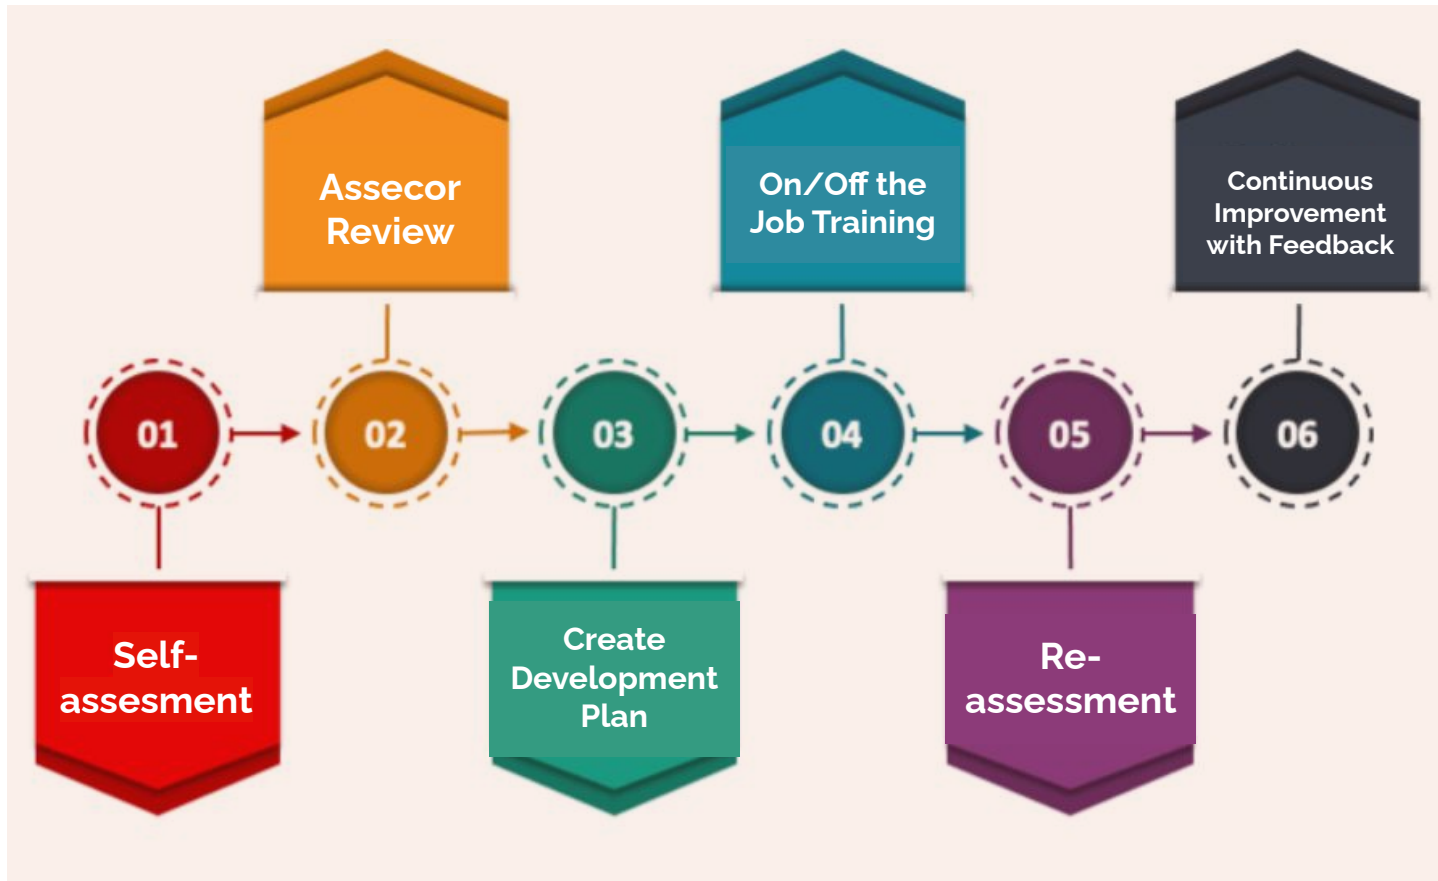 01
Self-
assesment
02
Assecor
Review
03
Create
Development
Plan
04
On/Off the
Job Training
05
Re-
assessment
06
Continuous
Improvement
with Feedback